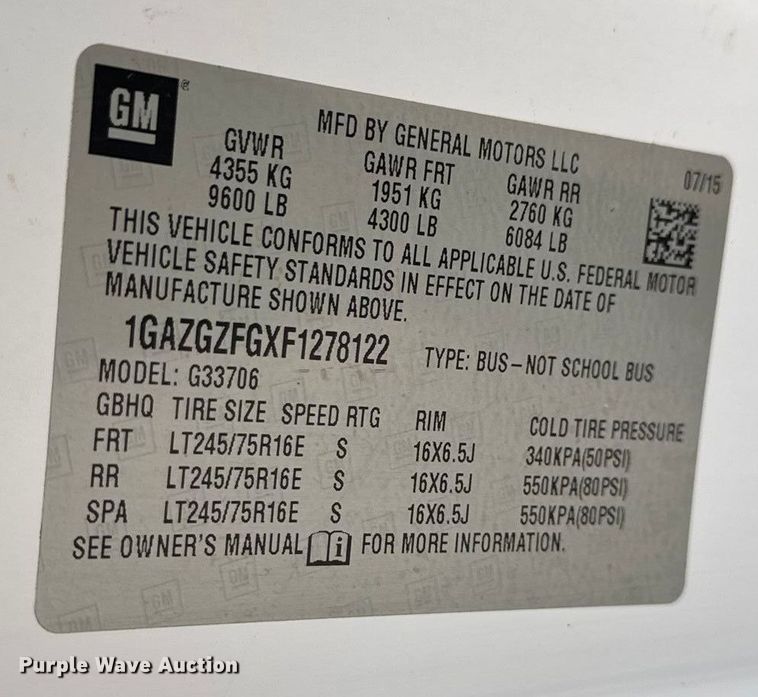 GM
MFD BY GENERAL MOTORS LLC 07/15
GVWR GAWR FRT GAWR RR
4355 KG 1951 KG 2760 KG
9600 LB 4300 LB 6084 LB
THIS VEHICLE CONFORMS TO ALL APPLICABLE U.S. FEDERAL MOTOR
VEHICLE SAFETY STANDARDS IN EFFECT ON THE DATE OF
MANUFACTURE SHOWN ABOVE.
1GAZGZFGXF1278122 TYPE: BUS-NOT SCHOOL BUS
MODEL: G33706
GBHQ TIRE SIZE SPEED RTG RIM COLD TIRE PRESSURE
FRT LT245/75R16E S 16X6.5J 340KPA(50PSI)
RR LT245/75R16E S 16X6.5J 550KPA(80PSI)
SPA LT245/75R16E S 16X6.5J 550KPA(80PSI)
SEE OWNER'S MANUAL i FOR MORE INFORMATION.
Purple Wave Auction